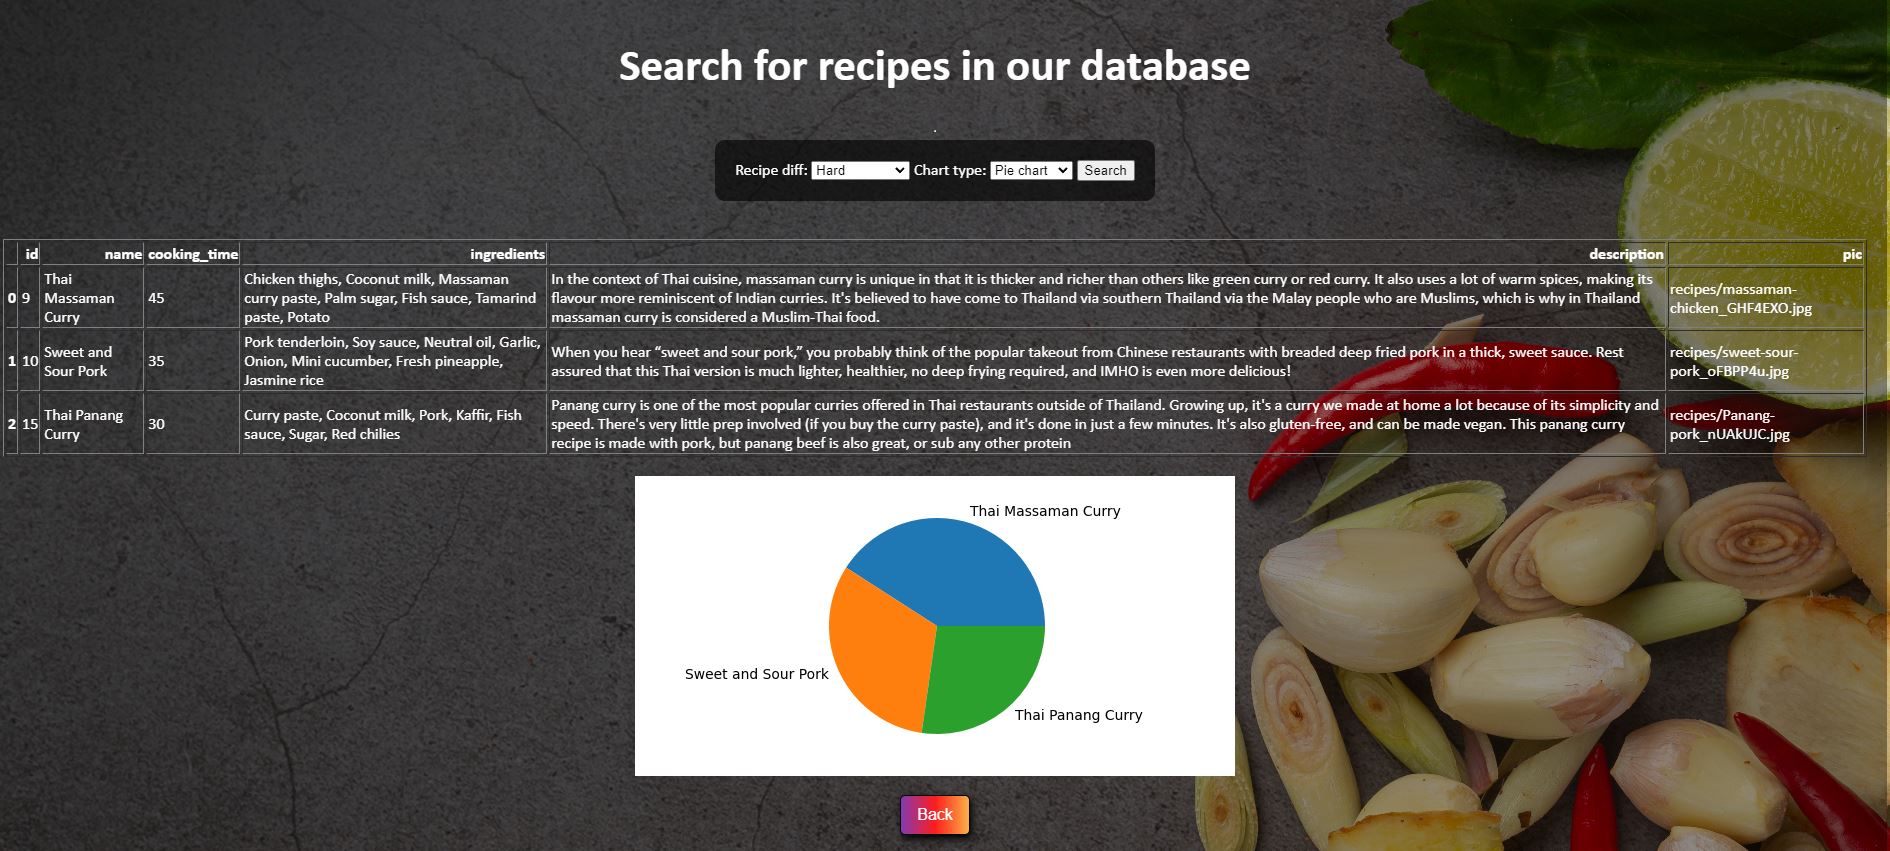 Search for recipes in our database
.
Recipe diff: Hard Chart type: Pie chart Search
id name cooking_time ingredients description pic
0 9 Thai Massaman Curry 45 Chicken thighs, Coconut milk, Massaman curry paste, Palm sugar, Fish sauce, Tamarind paste, Potato In the context of Thai cuisine, massaman curry is unique in that it is thicker and richer than others like green curry or red curry. It also uses a lot of warm spices, making its flavour more reminiscent of Indian curries. It's believed to have come to Thailand via southern Thailand via the Malay people who are Muslims, which is why in Thailand massaman curry is considered a Muslim-Thai food. recipes/massaman-chicken_GHF4EXO.jpg
1 10 Sweet and Sour Pork 35 Pork tenderloin, Soy sauce, Neutral oil, Garlic, Onion, Mini cucumber, Fresh pineapple, Jasmine rice When you hear “sweet and sour pork,” you probably think of the popular takeout from Chinese restaurants with breaded deep fried pork in a thick, sweet sauce. Rest assured that this Thai version is much lighter, healthier, no deep frying required, and IMHO is even more delicious! recipes/sweet-sour-pork_oFBPP4u.jpg
2 15 Thai Panang Curry 30 Curry paste, Coconut milk, Pork, Kaffir, Fish sauce, Sugar, Red chilies Panang curry is one of the most popular curries offered in Thai restaurants outside of Thailand. Growing up, it's a curry we made at home a lot because of its simplicity and speed. There's very little prep involved (if you buy the curry paste), and it's done in just a few minutes. It's also gluten-free, and can be made vegan. This panang curry recipe is made with pork, but panang beef is also great, or sub any other protein recipes/Panang-pork_nUAkUJC.jpg
Thai Massaman Curry
Sweet and Sour Pork
Thai Panang Curry
Back